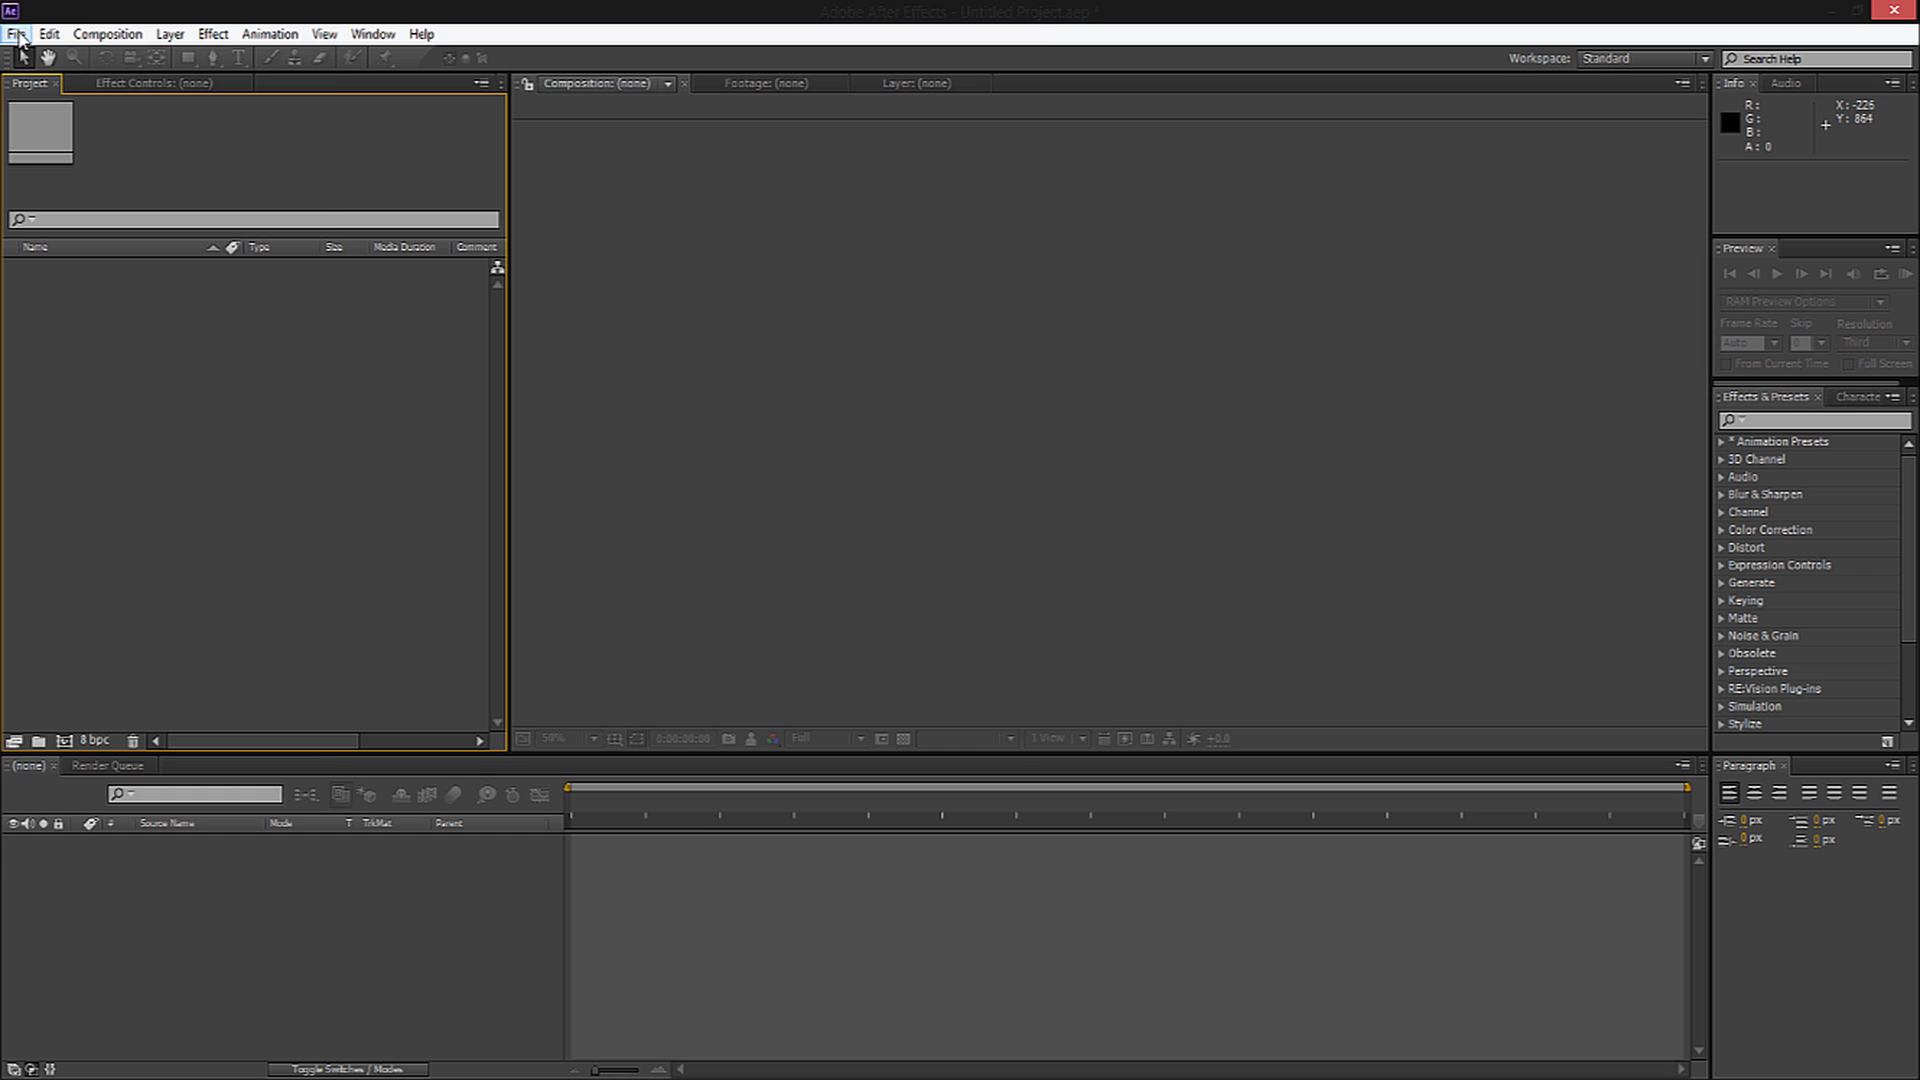 Ae
Adobe After Effects - Untitled Project.aep *
File Edit Composition Layer Effect Animation View Window Help
Workspace: Standard
Search Help
Project
Effect Controls: (none)
Composition: (none)
Footage: (none)
Layer: (none)
Info
Audio
R:
G:
B:
A: 0
X: -226
Y: 864
Name Type Size Media Duration Comment
Preview
RAM Preview Options
Frame Rate Skip Resolution
Auto 0 Third
From Current Time Full Screen
Effects & Presets
Characte
* Animation Presets
3D Channel
Audio
Blur & Sharpen
Channel
Color Correction
Distort
Expression Controls
Generate
Keying
Matte
Noise & Grain
Obsolete
Perspective
RE:Vision Plug-ins
Simulation
Stylize
8 bpc
50%
0:00:00:00
Full
1 View
+0.0
(none)
Render Queue
Paragraph
# Source Name Mode T TrkMat Parent
0 px 0 px 0 px
0 px 0 px
Toggle Switches / Modes